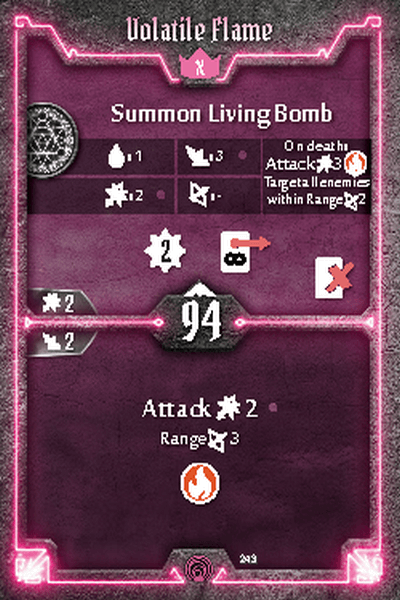 Volatile Flame
X
Summon Living Bomb
: 1
: 3
: 2
: -
On death:
Attack 3
Target all enemies
within Range 2
2
2
94
2
Attack 2
Range 3
243